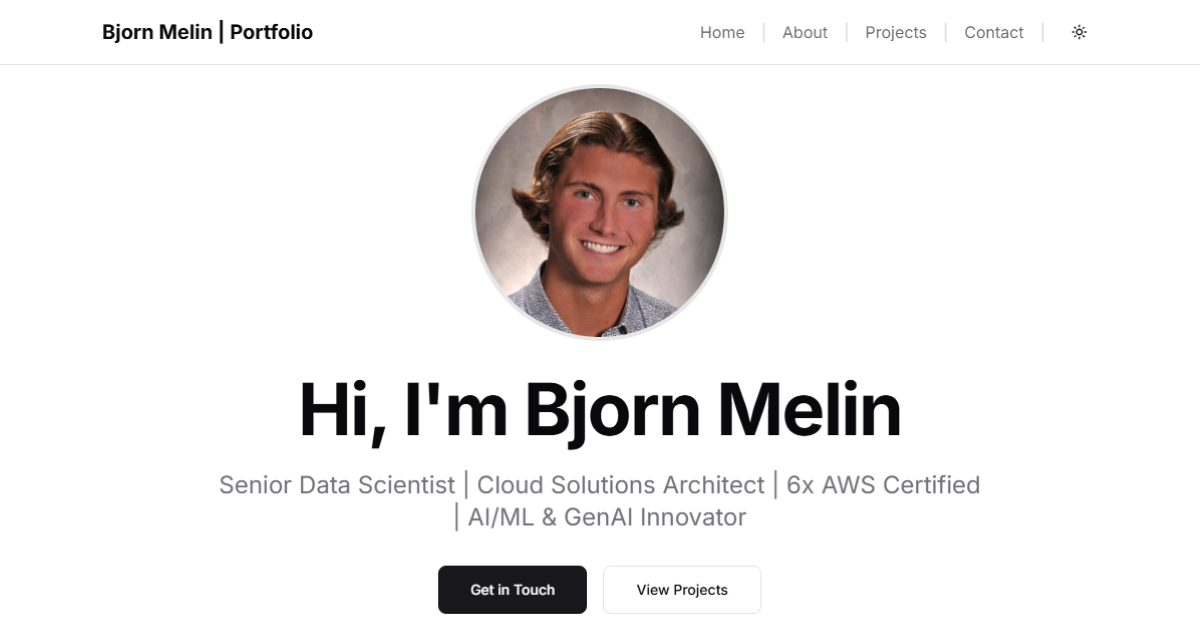 Bjorn Melin | Portfolio
Home | About | Projects | Contact |
Hi, I'm Bjorn Melin
Senior Data Scientist | Cloud Solutions Architect | 6x AWS Certified
| AI/ML & GenAI Innovator
Get in Touch
View Projects